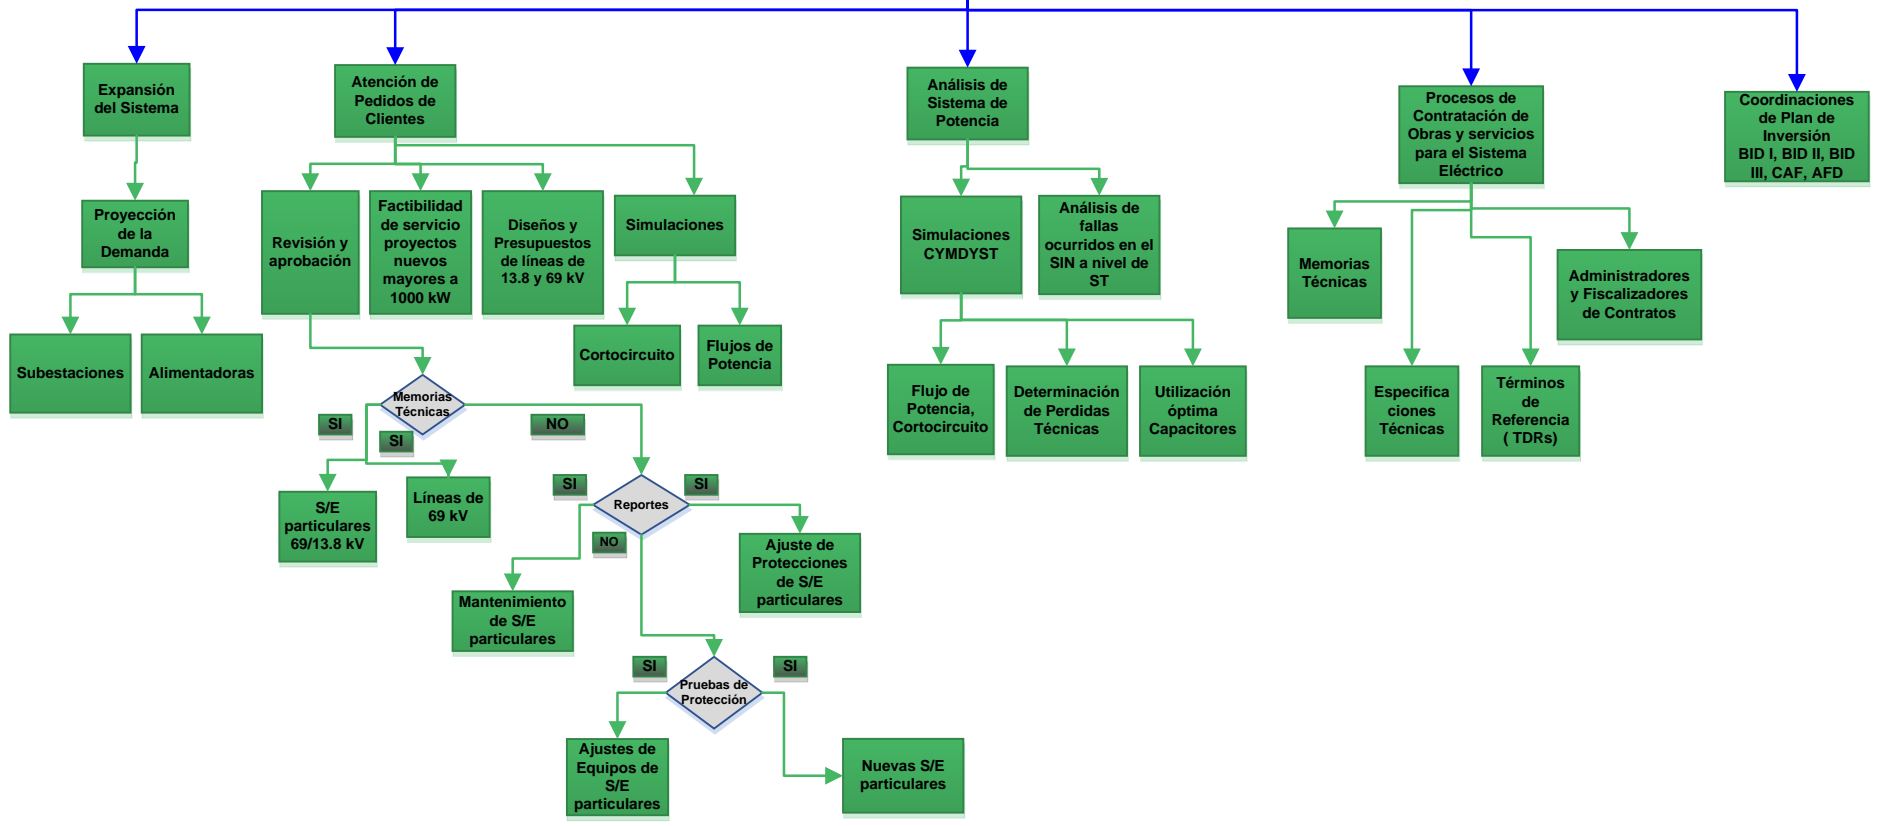 Expansión
del Sistema
Atención de
Pedidos de
Clientes
Análisis de
Sistema de
Potencia
Procesos de
Contratación de
Obras y servicios
para el Sistema
Eléctrico
Coordinaciones
de Plan de
Inversión
BID I, BID II, BID
III, CAF, AFD
Proyección
de la
Demanda
Revisión y
aprobación
Factibilidad
de servicio
proyectos
nuevos
mayores a
1000 kW
Diseños y
Presupuestos
de líneas de
13.8 y 69 kV
Simulaciones
Simulaciones
CYMDYST
Análisis de
fallas
ocurridos en el
SIN a nivel de
ST
Memorias
Técnicas
Administradores
y Fiscalizadores
de Contratos
Subestaciones
Alimentadoras
Cortocircuito
Flujos de
Potencia
Flujo de
Potencia,
Cortocircuito
Determinación
de Perdidas
Técnicas
Utilización
óptima
Capacitores
Especifica
ciones
Técnicas
Términos
de
Referencia
( TDRs)
Memorias
Técnicas
SI
SI
NO
S/E
particulares
69/13.8 kV
Líneas de
69 kV
SI
Reportes
SI
NO
Mantenimiento
de S/E
particulares
Ajuste de
Protecciones
de S/E
particulares
SI
Pruebas de
Protección
SI
Ajustes de
Equipos de
S/E
particulares
Nuevas S/E
particulares